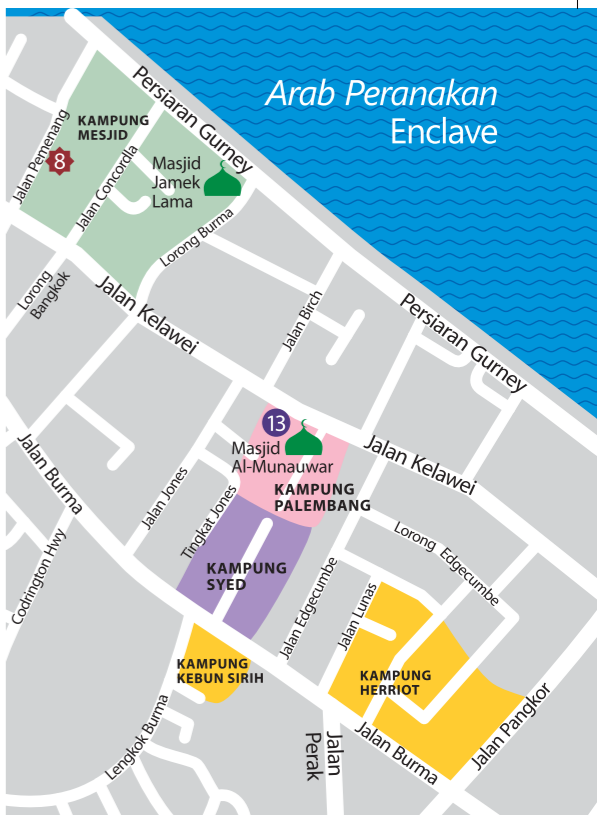 Arab Peranakan
Enclave
Persiaran Gurney
KAMPUNG
MESJID
Jalan Pemenang
8
Jalan Concordia
Masjid
Jamek
Lama
Lorong Burma
Lorong
Bangkok
Jalan Kelawei
Jalan Birch
Persiaran Gurney
13
Masjid
Al-Munauwar
KAMPUNG
PALEMBANG
Jalan Kelawei
Jalan Burma
Jalan Jones
Tingkat Jones
Codrington Hwy
KAMPUNG
SYED
Lorong Edgecumbe
Jalan Edgecumbe
Jalan Lunas
KAMPUNG
KEBUN SIRIH
KAMPUNG
HERRIOT
Lengkok Burma
Jalan
Perak
Jalan Burma
Jalan Pangkor